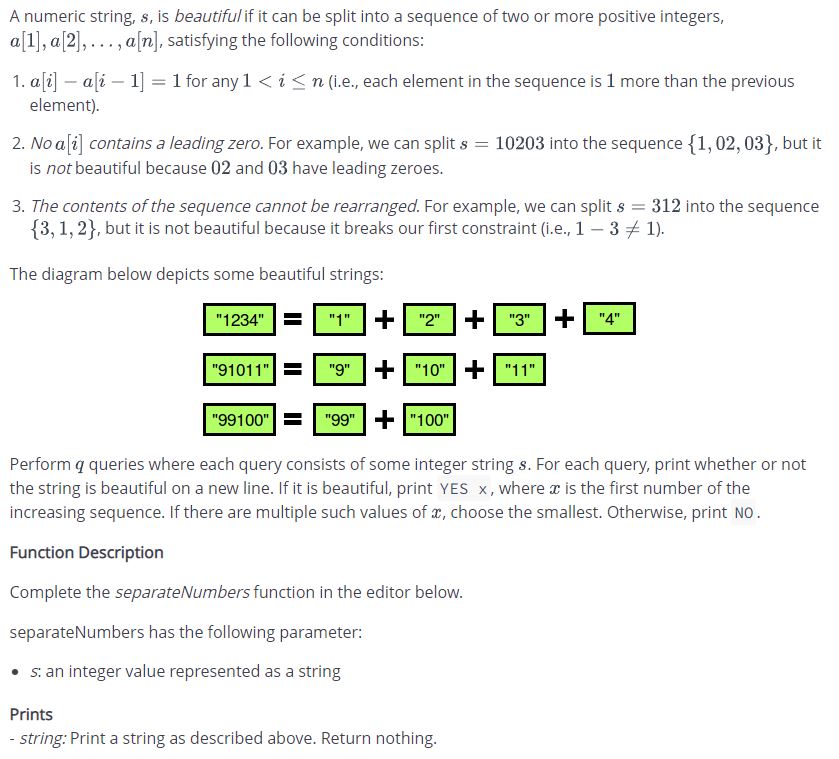 A numeric string, s, is beautiful if it can be split into a sequence of two or more positive integers,
a[1], a[2], . . . , a[n], satisfying the following conditions:
1. a[i] − a[i − 1] = 1 for any 1 < i ≤ n (i.e., each element in the sequence is 1 more than the previous
element).
2. No a[i] contains a leading zero. For example, we can split s = 10203 into the sequence {1, 02, 03}, but it
is not beautiful because 02 and 03 have leading zeroes.
3. The contents of the sequence cannot be rearranged. For example, we can split s = 312 into the sequence
{3, 1, 2}, but it is not beautiful because it breaks our first constraint (i.e., 1 − 3 ≠ 1).
The diagram below depicts some beautiful strings:
"1234" = "1" + "2" + "3" + "4"
"91011" = "9" + "10" + "11"
"99100" = "99" + "100"
Perform q queries where each query consists of some integer string s. For each query, print whether or not
the string is beautiful on a new line. If it is beautiful, print YES x, where x is the first number of the
increasing sequence. If there are multiple such values of x, choose the smallest. Otherwise, print NO.
Function Description
Complete the separateNumbers function in the editor below.
separateNumbers has the following parameter:
• s: an integer value represented as a string
Prints
- string: Print a string as described above. Return nothing.